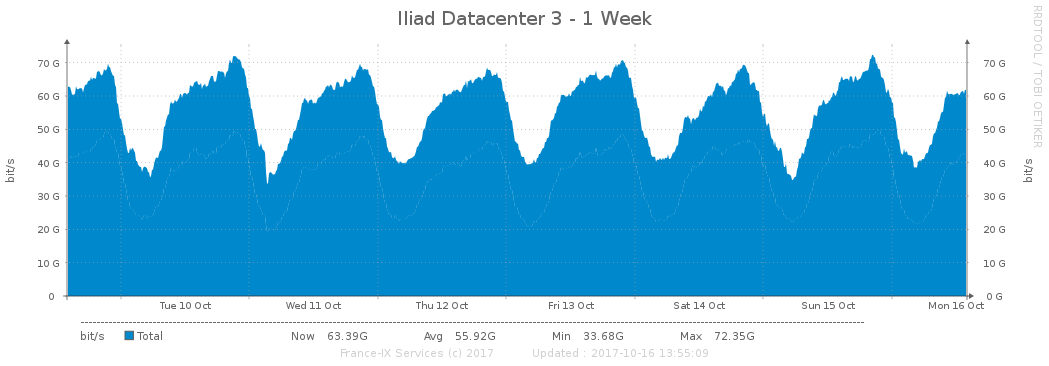 Iliad Datacenter 3 - 1 Week
RRDTOOL / TOBI OETIKER
bit/s
70 G
60 G
50 G
40 G
30 G
20 G
10 G
0
70 G
60 G
50 G
40 G
30 G
20 G
10 G
0 G
bit/s
Tue 10 Oct Wed 11 Oct Thu 12 Oct Fri 13 Oct Sat 14 Oct Sun 15 Oct Mon 16 Oct
bit/s Total Now 63.39G Avg 55.92G Min 33.68G Max 72.35G
France-IX Services (c) 2017 Updated : 2017-10-16 13:55:09